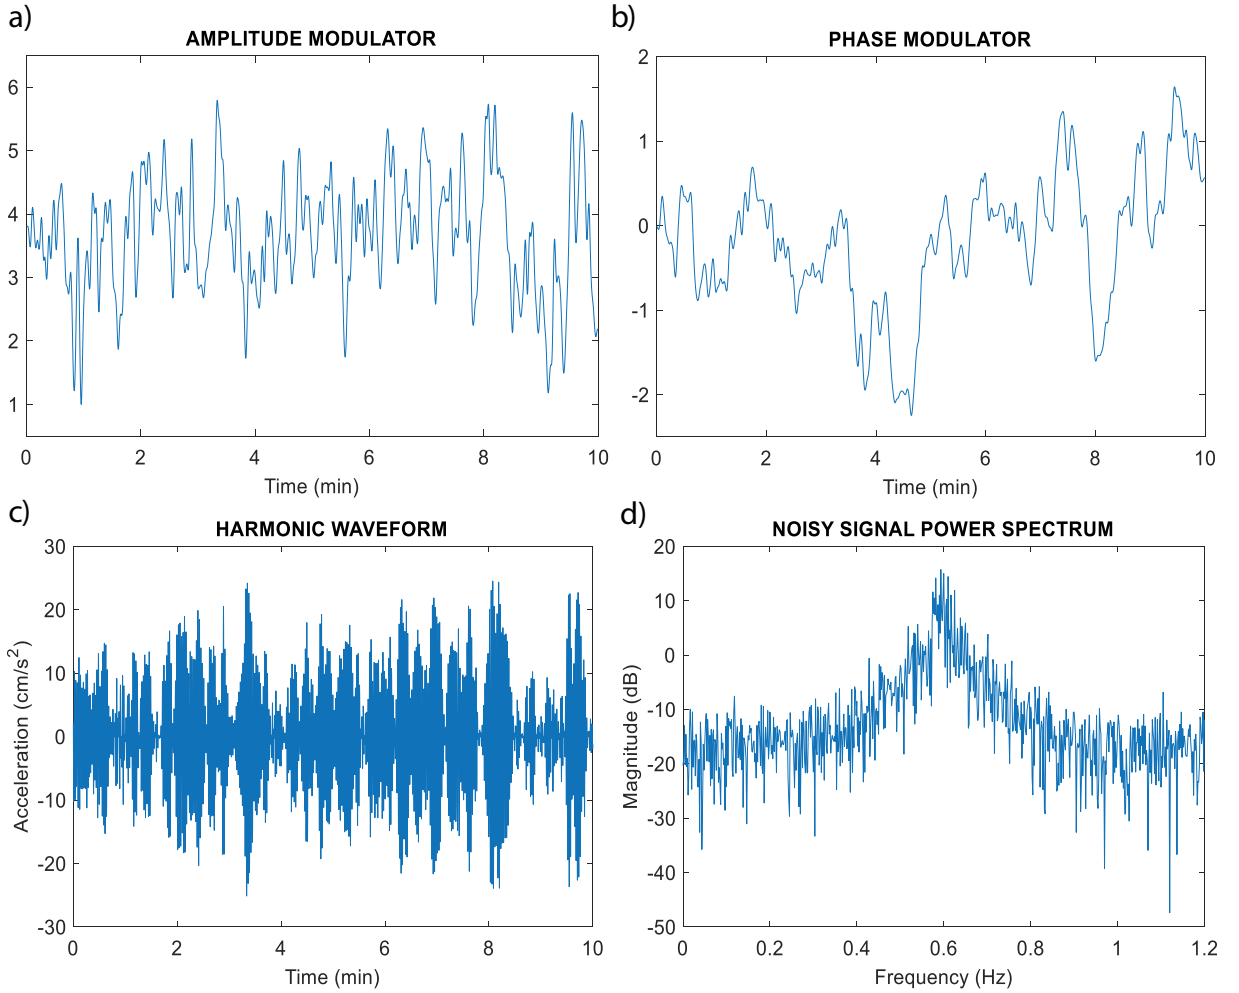 a)
AMPLITUDE MODULATOR
6
5
4
3
2
1
0 2 4 6 8 10
Time (min)
b)
PHASE MODULATOR
2
1
0
-1
-2
0 2 4 6 8 10
Time (min)
c)
HARMONIC WAVEFORM
Acceleration (cm/s²)
30
20
10
0
-10
-20
-30
0 2 4 6 8 10
Time (min)
d)
NOISY SIGNAL POWER SPECTRUM
Magnitude (dB)
20
10
0
-10
-20
-30
-40
-50
0 0.2 0.4 0.6 0.8 1 1.2
Frequency (Hz)